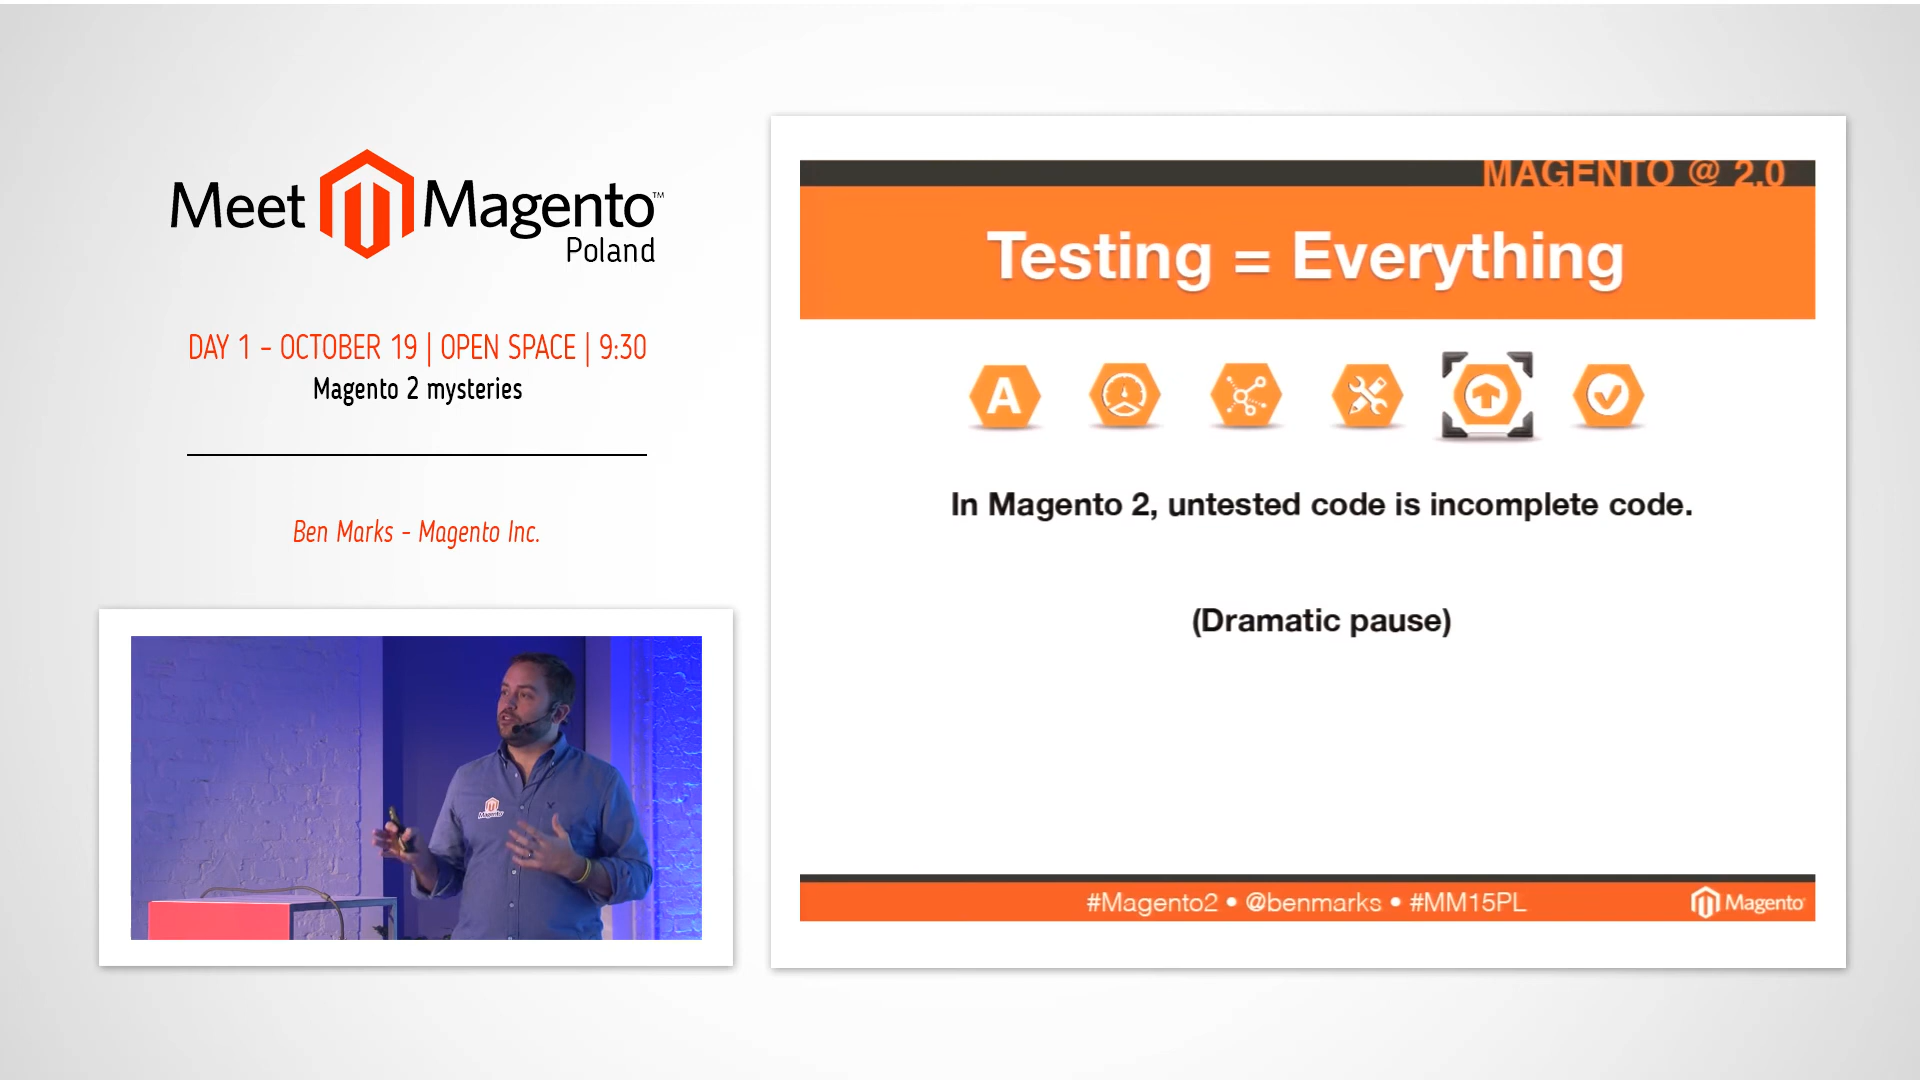 Meet Magento™
Poland
DAY 1 – OCTOBER 19 | OPEN SPACE | 9:30
Magento 2 mysteries
Ben Marks - Magento Inc.
Magento
MAGENTO @ 2.0
Testing = Everything
A
In Magento 2, untested code is incomplete code.
(Dramatic pause)
#Magento2 • @benmarks • #MM15PL
Magento